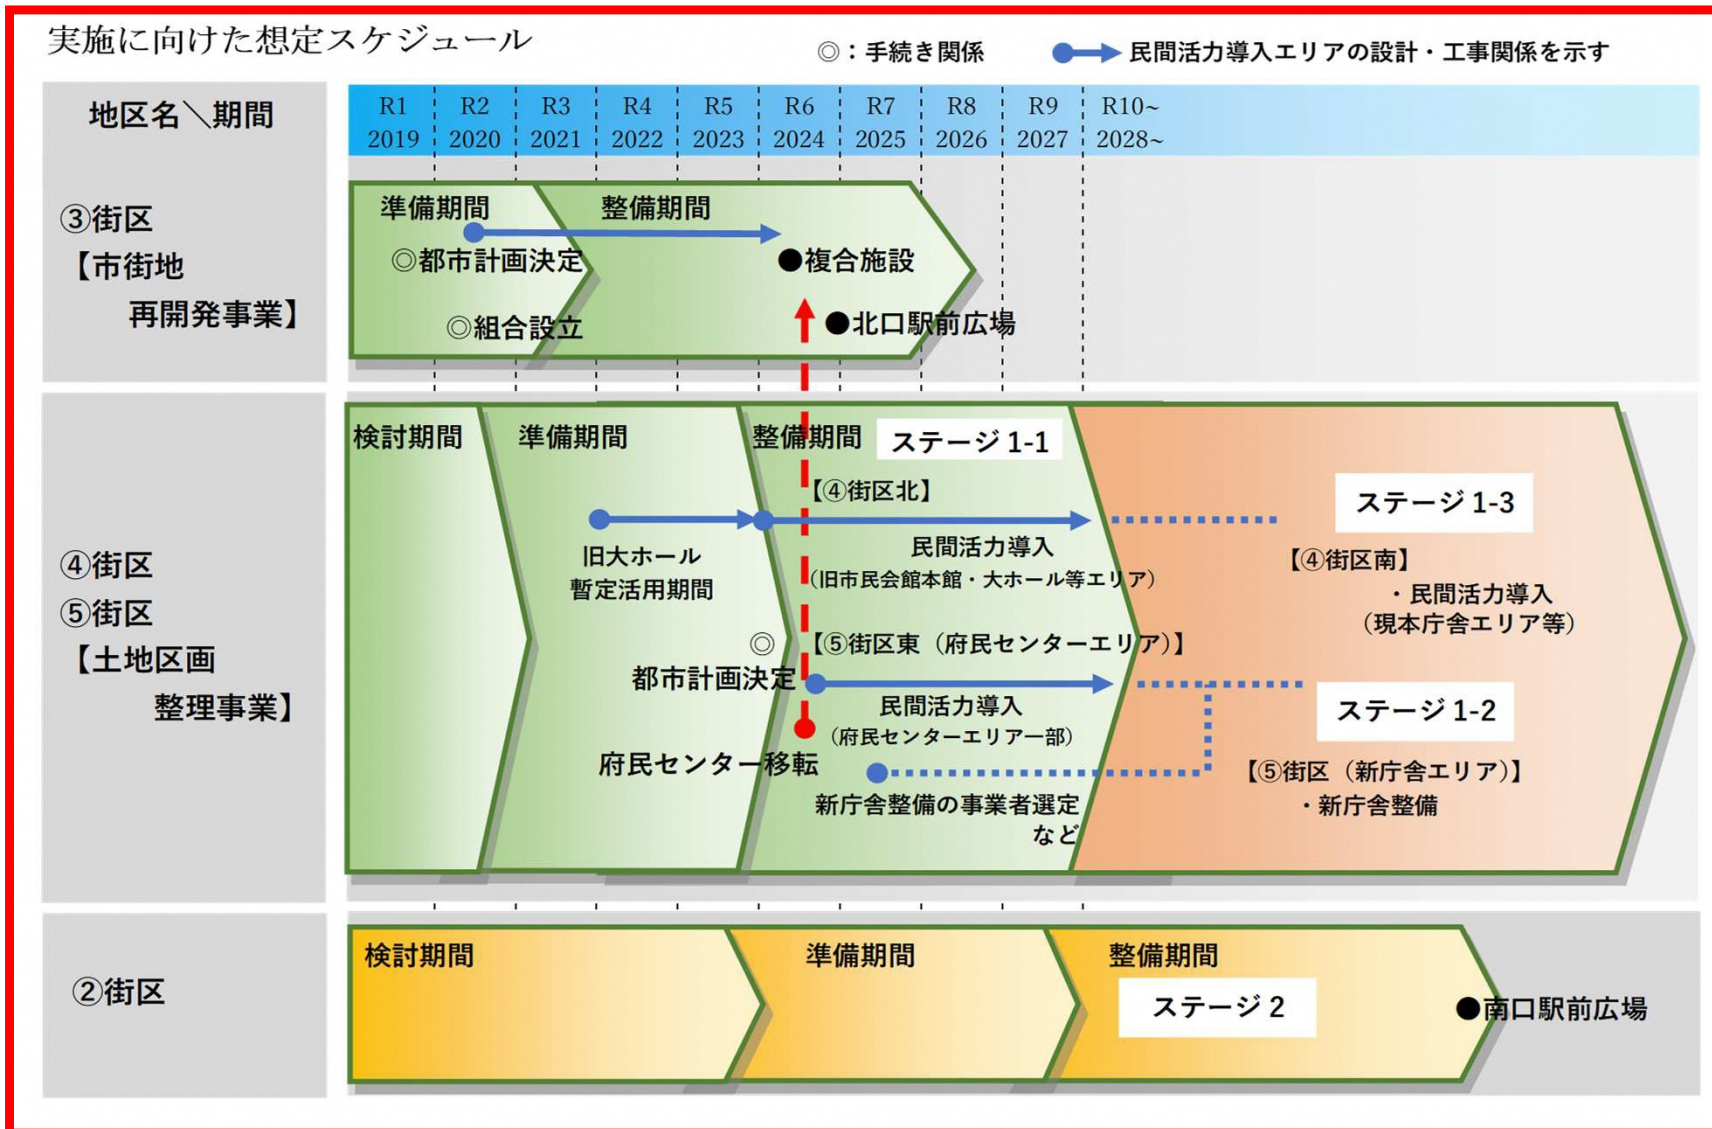 実施に向けた想定スケジュール
◎：手続き関係
民間活力導入エリアの設計・工事関係を示す
地区名＼期間
R1 R2 R3 R4 R5 R6 R7 R8 R9 R10~
2019 2020 2021 2022 2023 2024 2025 2026 2027 2028~
③街区
【市街地
再開発事業】
準備期間
整備期間
◎都市計画決定
●複合施設
◎組合設立
●北口駅前広場
④街区
⑤街区
【土地区画
整理事業】
検討期間
準備期間
整備期間
ステージ 1-1
【④街区北】
旧大ホール
暫定活用期間
民間活力導入
（旧市民会館本館・大ホール等エリア）
◎
都市計画決定
【⑤街区東（府民センターエリア）】
民間活力導入
（府民センターエリア一部）
府民センター移転
新庁舎整備の事業者選定
など
ステージ 1-3
【④街区南】
・民間活力導入
（現本庁舎エリア等）
ステージ 1-2
【⑤街区（新庁舎エリア）】
・新庁舎整備
②街区
検討期間
準備期間
整備期間
ステージ 2
●南口駅前広場